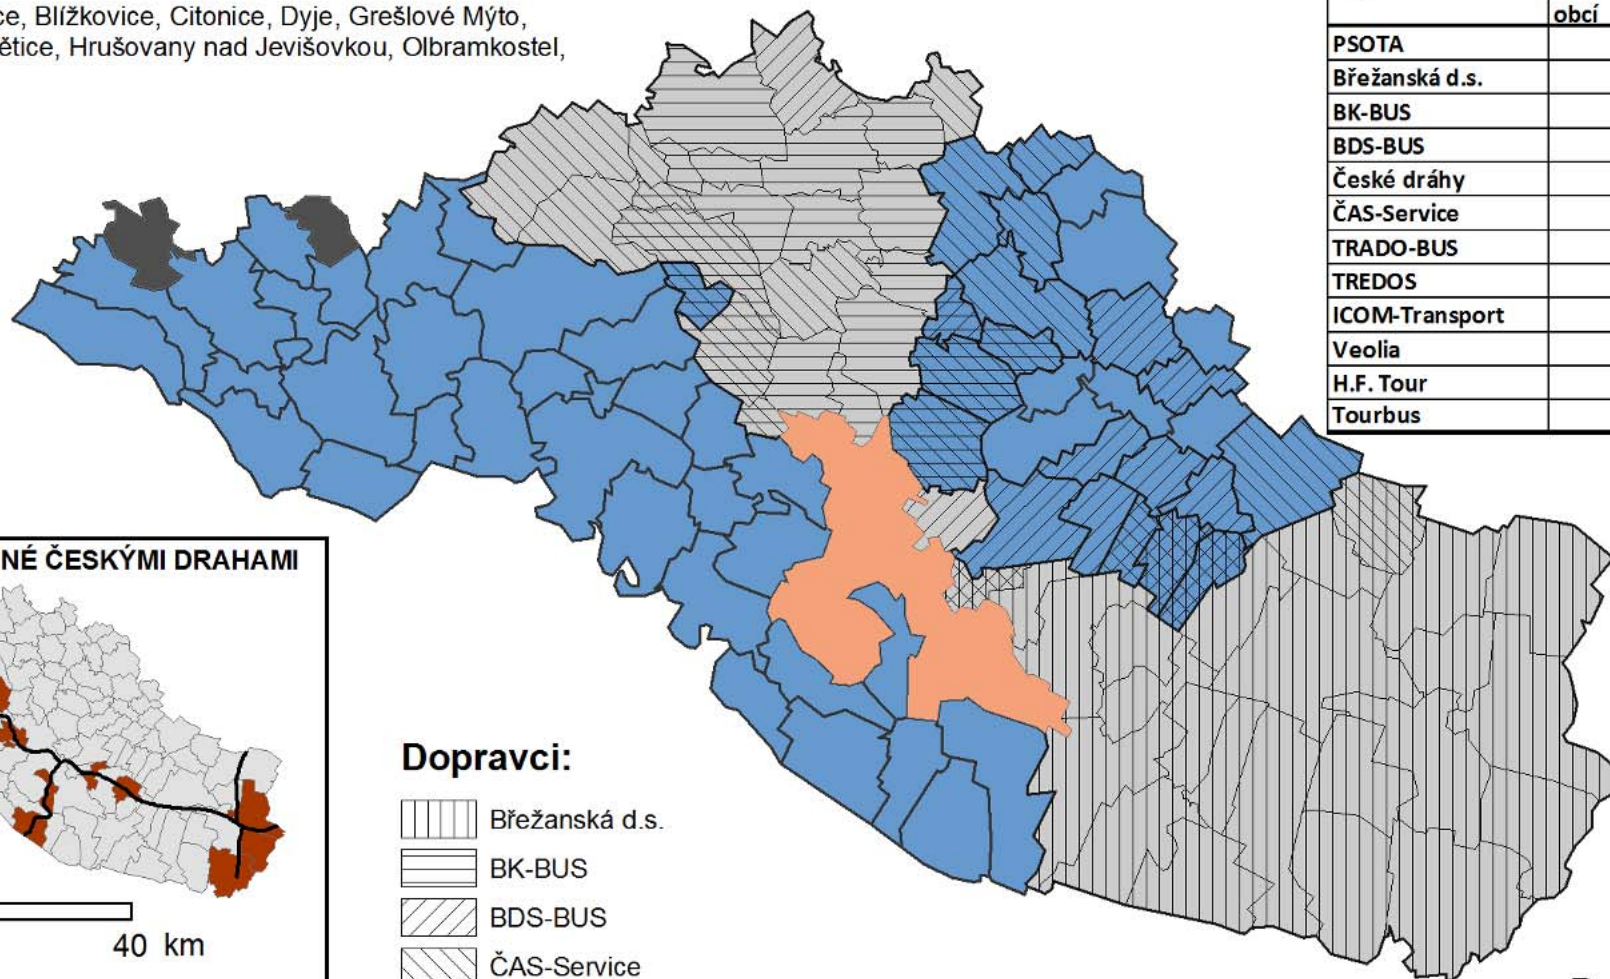 ce, Blížkovice, Citonice, Dyje, Grešlové Mýto,
ětice, Hrušovany nad Jevišovkou, Olbramkostel,
obcí
PSOTA
Břežanská d.s.
BK-BUS
BDS-BUS
České dráhy
ČAS-Service
TRADO-BUS
TREDOS
ICOM-Transport
Veolia
H.F. Tour
Tourbus
NÉ ČESKÝMI DRAHAMI
40 km
Dopravci:
Břežanská d.s.
BK-BUS
BDS-BUS
ČAS-Service